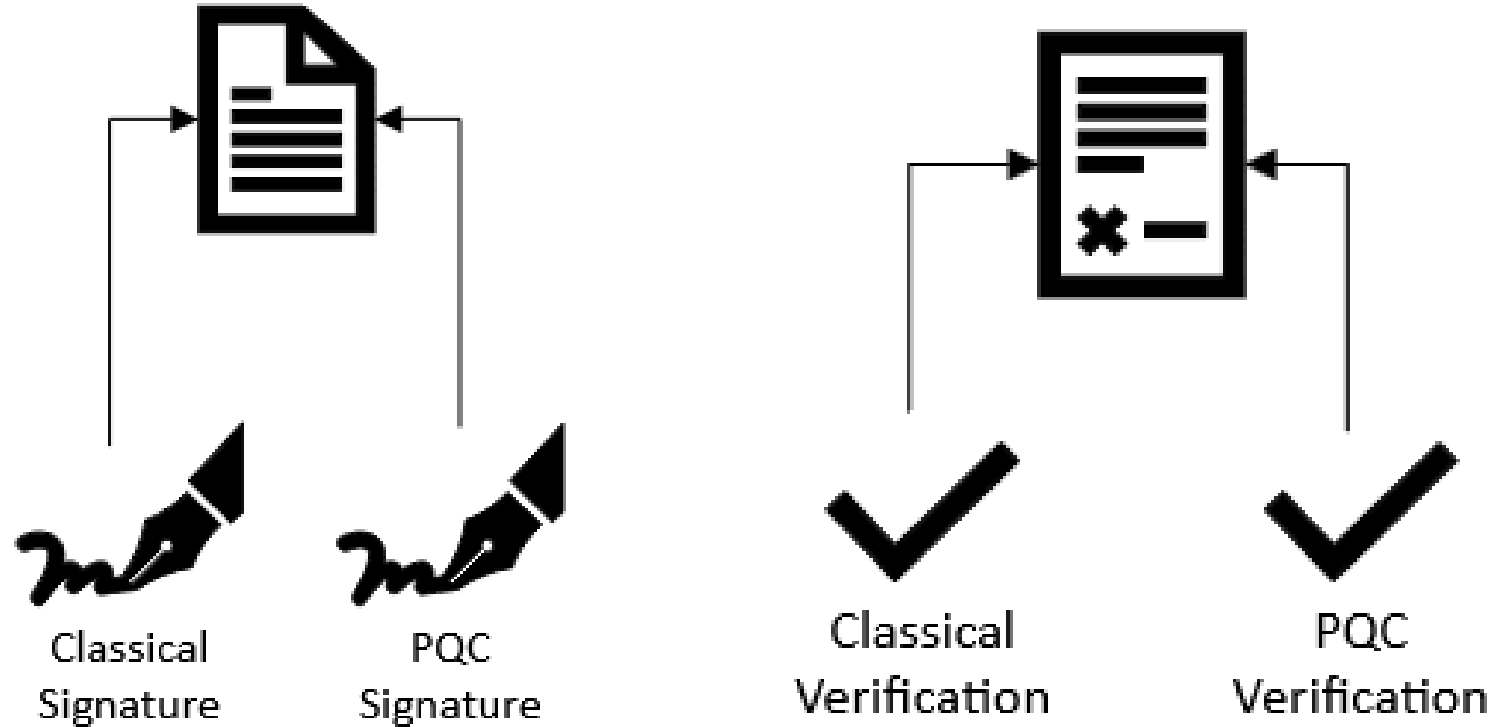 Classical
Signature
PQC
Signature
Classical
Verification
PQC
Verification